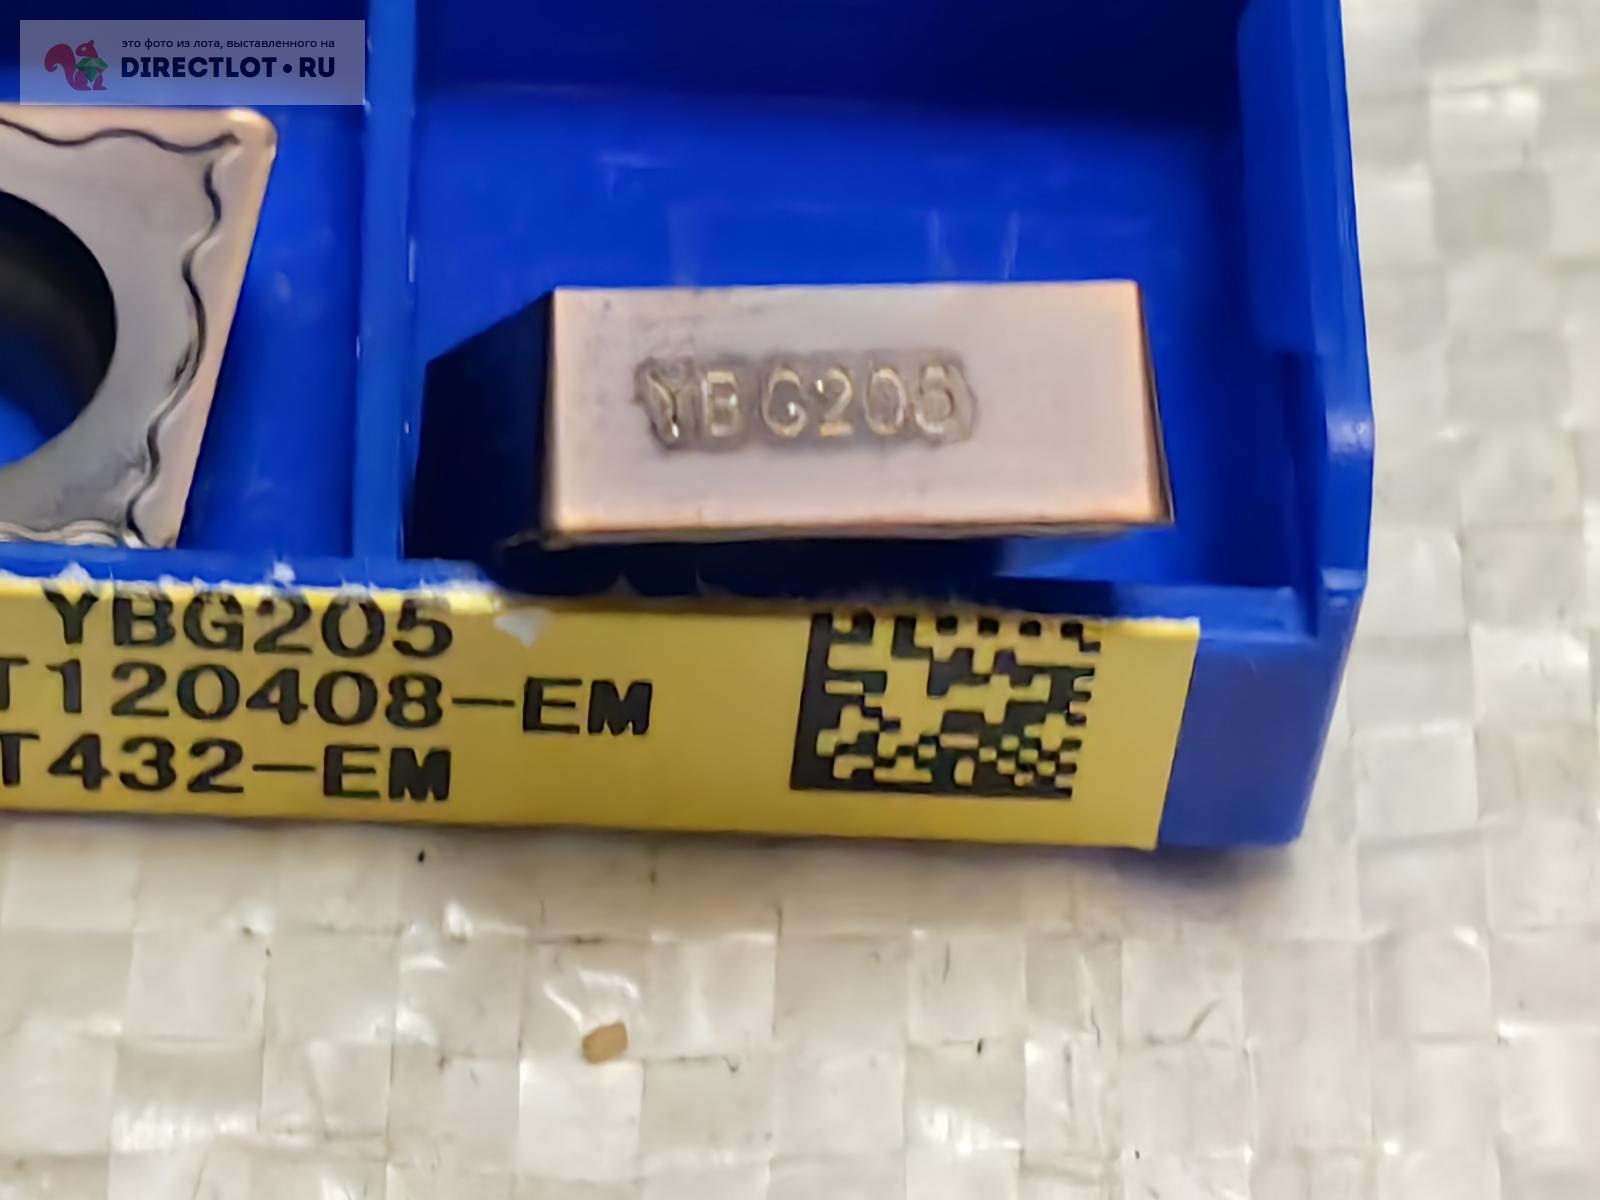 это фото из лота, выставленного на
DIRECTLOT•RU
YBG205
YBG205
T120408-EM
T432-EM